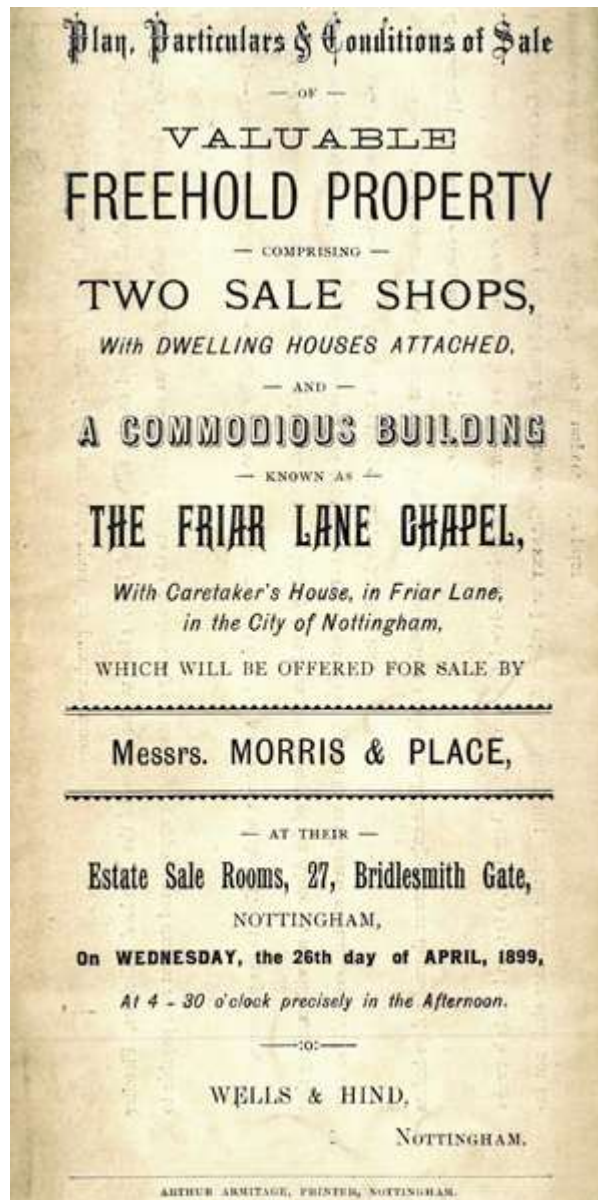 Plan, Particulars & Conditions of Sale
— OF —
VALUABLE
FREEHOLD PROPERTY
— COMPRISING —
TWO SALE SHOPS,
With DWELLING HOUSES ATTACHED,
— AND —
A COMMODIOUS BUILDING
— KNOWN AS —
THE FRIAR LANE CHAPEL,
With Caretaker's House, in Friar Lane,
in the City of Nottingham,
WHICH WILL BE OFFERED FOR SALE BY
Messrs. MORRIS & PLACE,
— AT THEIR —
Estate Sale Rooms, 27, Bridlesmith Gate,
NOTTINGHAM,
On WEDNESDAY, the 26th day of APRIL, 1899,
At 4 - 30 o'clock precisely in the Afternoon.
——:o:——
WELLS & HIND,
NOTTINGHAM.
ARTHUR ARMITAGE, PRINTER, NOTTINGHAM.